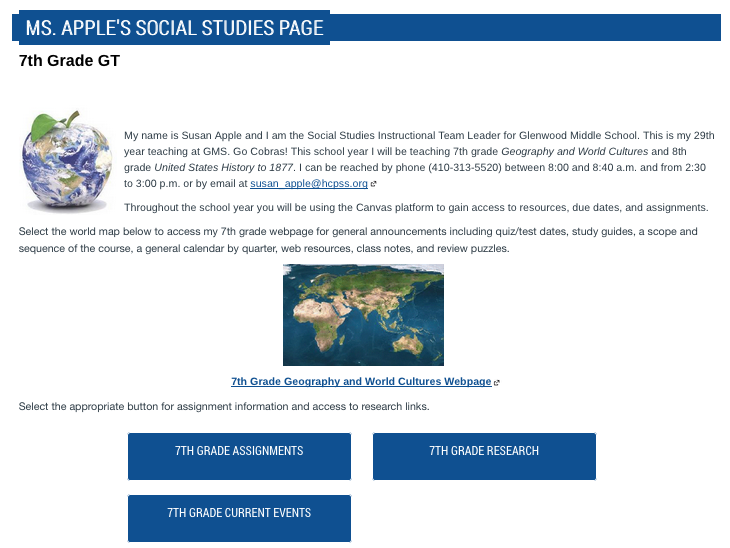 MS. APPLE'S SOCIAL STUDIES PAGE
7th Grade GT
My name is Susan Apple and I am the Social Studies Instructional Team Leader for Glenwood Middle School. This is my 29th
year teaching at GMS. Go Cobras! This school year I will be teaching 7th grade Geography and World Cultures and 8th
grade United States History to 1877. I can be reached by phone (410-313-5520) between 8:00 and 8:40 a.m. and from 2:30
to 3:00 p.m. or by email at susan_apple@hcpss.org
Throughout the school year you will be using the Canvas platform to gain access to resources, due dates, and assignments.
Select the world map below to access my 7th grade webpage for general announcements including quiz/test dates, study guides, a scope and
sequence of the course, a general calendar by quarter, web resources, class notes, and review puzzles.
7th Grade Geography and World Cultures Webpage
Select the appropriate button for assignment information and access to research links.
7TH GRADE ASSIGNMENTS
7TH GRADE RESEARCH
7TH GRADE CURRENT EVENTS